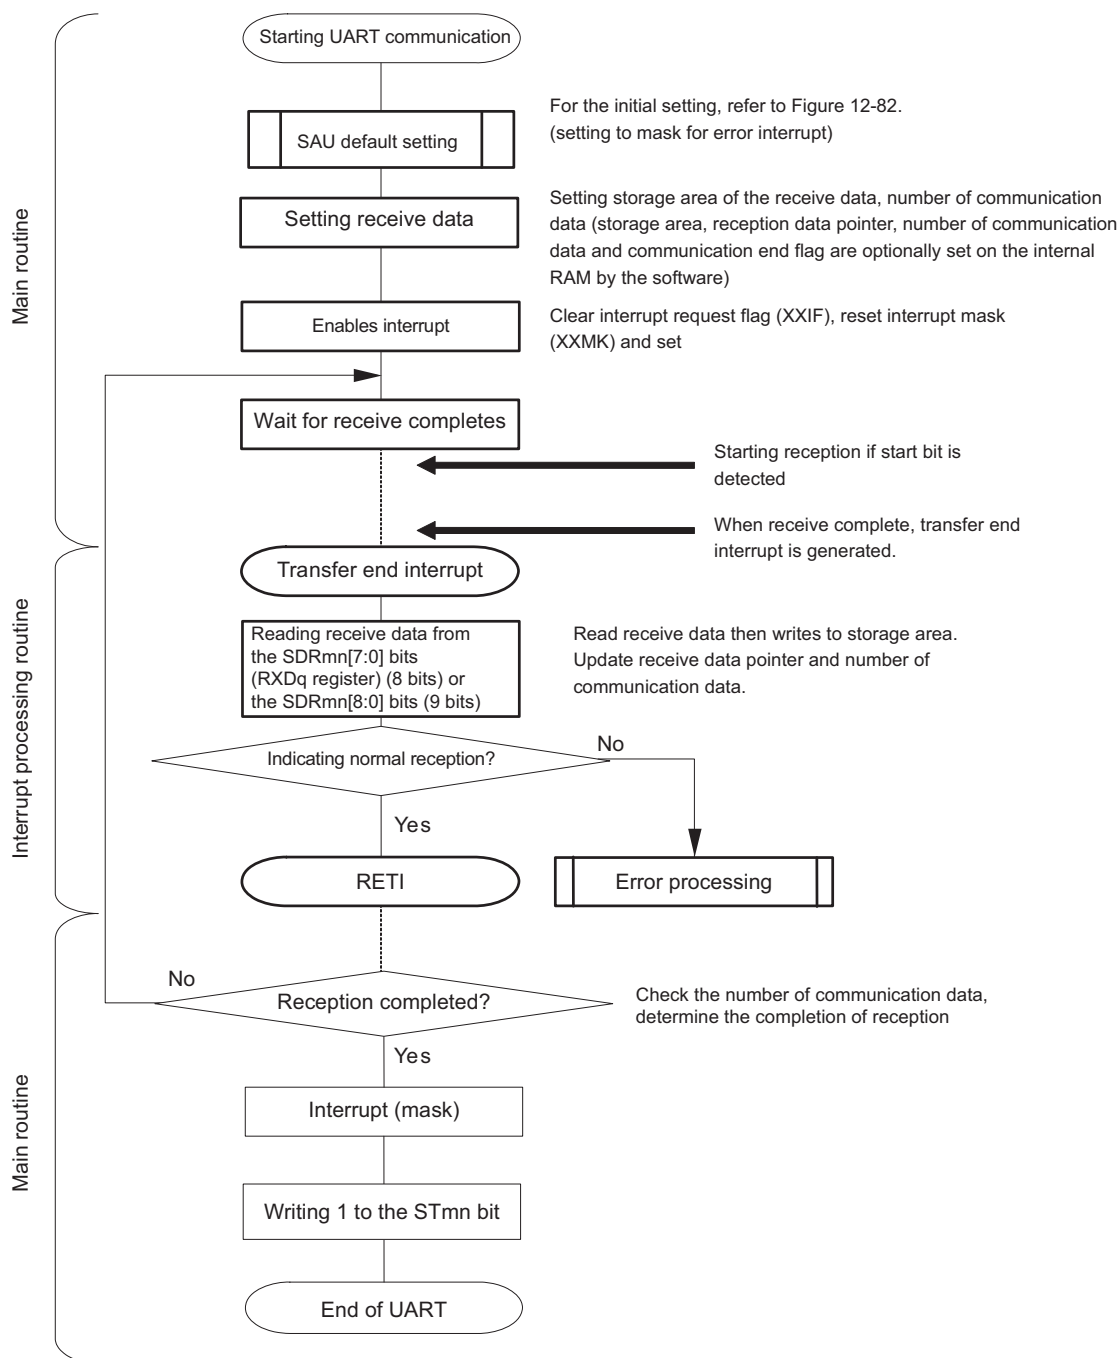 Starting UART communication
For the initial setting, refer to Figure 12-82.
(setting to mask for error interrupt)
SAU default setting
Setting receive data
Setting storage area of the receive data, number of communication
data (storage area, reception data pointer, number of communication
data and communication end flag are optionally set on the internal
RAM by the software)
Main routine
Enables interrupt
Clear interrupt request flag (XXIF), reset interrupt mask
(XXMK) and set
Wait for receive completes
Starting reception if start bit is
detected
When receive complete, transfer end
interrupt is generated.
Transfer end interrupt
Reading receive data from
the SDRmn[7:0] bits
(RXDq register) (8 bits) or
the SDRmn[8:0] bits (9 bits)
Read receive data then writes to storage area.
Update receive data pointer and number of
communication data.
Interrupt processing routine
Indicating normal reception?
No
Yes
RETI
Error processing
No
Reception completed?
Check the number of communication data,
determine the completion of reception
Yes
Main routine
Interrupt (mask)
Writing 1 to the STmn bit
End of UART